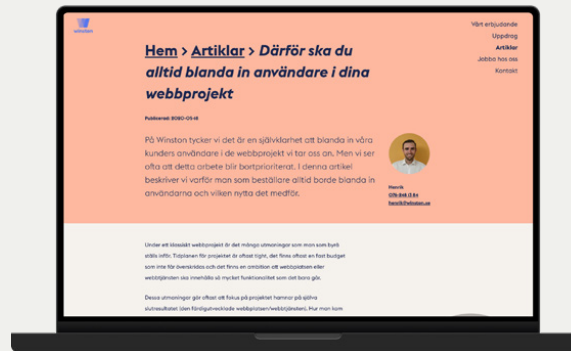 winston
Vårt erbjudande
Uppdrag
Artiklar
Jobba hos oss
Kontakt
Hem > Artiklar > Därför ska du
alltid blanda in användare i dina
webbprojekt
Publicerad:
På Winston tycker vi det är en självklarhet att blanda in våra
kunders användare i de webbprojekt vi tar oss an. Men vi ser
ofta att detta arbete blir bortprioriterat. I denna artikel
beskriver vi varför man som beställare alltid borde blanda in
användarna och vilken nytta det medför.
Henrik
Under ett klassiskt webbprojekt är det många utmaningar som man som byrå
ställs inför. Tidplanen för projektet är oftast tight, det finns oftast en fast budget
som inte får överskridas och det finns en ambition att webbplatsen eller
webbtjänsten ska innehålla så mycket funktionalitet som det bara går.
Dessa utmaningar gör oftast att fokus på projektet hamnar på själva
slutresultatet (den färdigutvecklade webbplatsen/webbtjänsten). Hur man kom